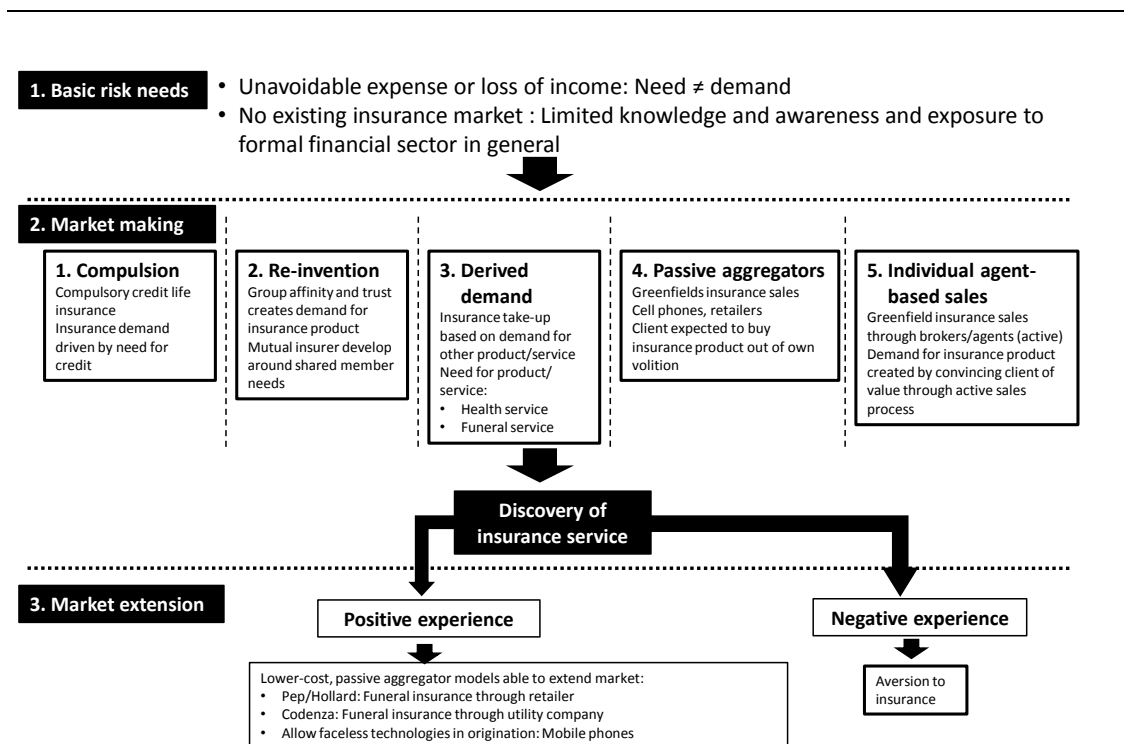 1. Basic risk needs
• Unavoidable expense or loss of income: Need ≠ demand
• No existing insurance market : Limited knowledge and awareness and exposure to
formal financial sector in general
2. Market making
1. Compulsion
Compulsory credit life
insurance
Insurance demand
driven by need for
credit
2. Re-invention
Group affinity and trust
creates demand for
insurance product
Mutual insurer develop
around shared member
needs
3. Derived
demand
Insurance take-up
based on demand for
other product/service
Need for product/
service:
• Health service
• Funeral service
4. Passive aggregators
Greenfields insurance sales
Cell phones, retailers
Client expected to buy
insurance product out of own
volition
5. Individual agent-
based sales
Greenfield insurance sales
through brokers/agents (active)
Demand for insurance product
created by convincing client of
value through active sales
process
Discovery of
insurance service
3. Market extension
Positive experience
Negative experience
Lower-cost, passive aggregator models able to extend market:
• Pep/Hollard: Funeral insurance through retailer
• Codenza: Funeral insurance through utility company
• Allow faceless technologies in origination: Mobile phones
Aversion to
insurance